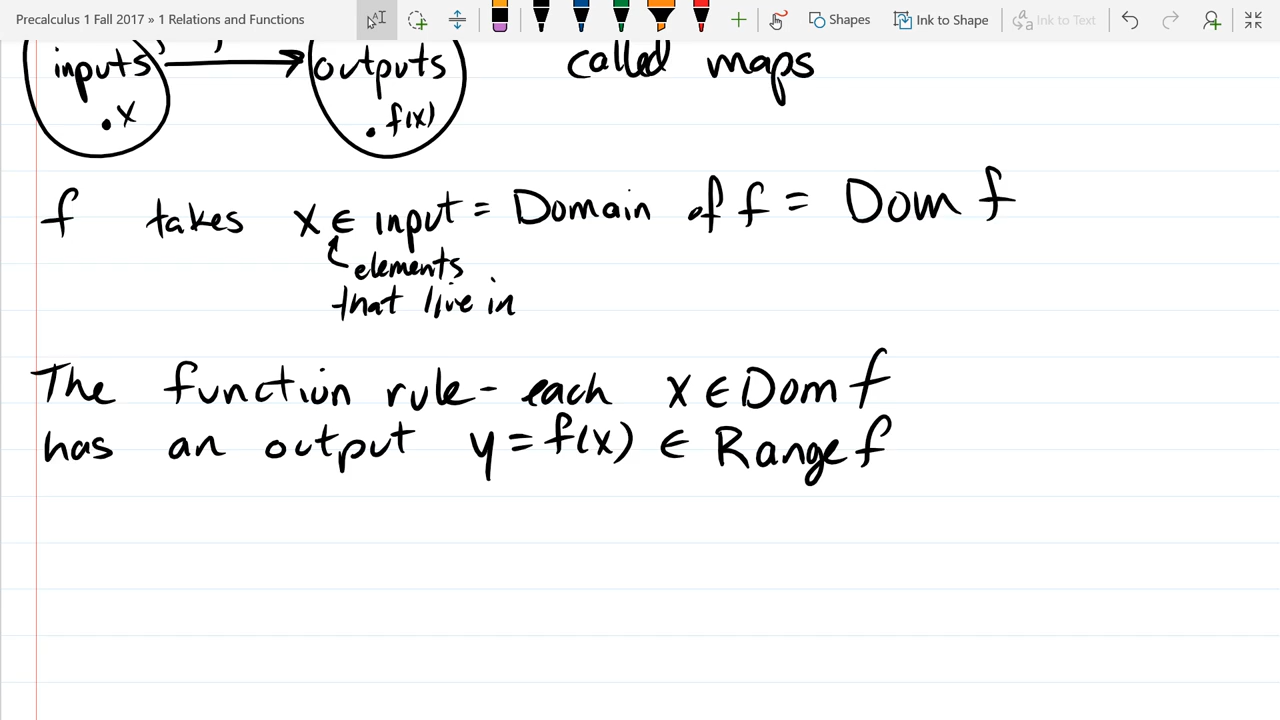 Precalculus 1 Fall 2017 » 1 Relations and Functions
Shapes Ink to Shape Ink to Text
inputs outputs called maps
.x .f(x)
f takes x ∈ input = Domain of f = Dom f
elements
that live in
The function rule - each x ∈ Dom f
has an output y = f(x) ∈ Range f